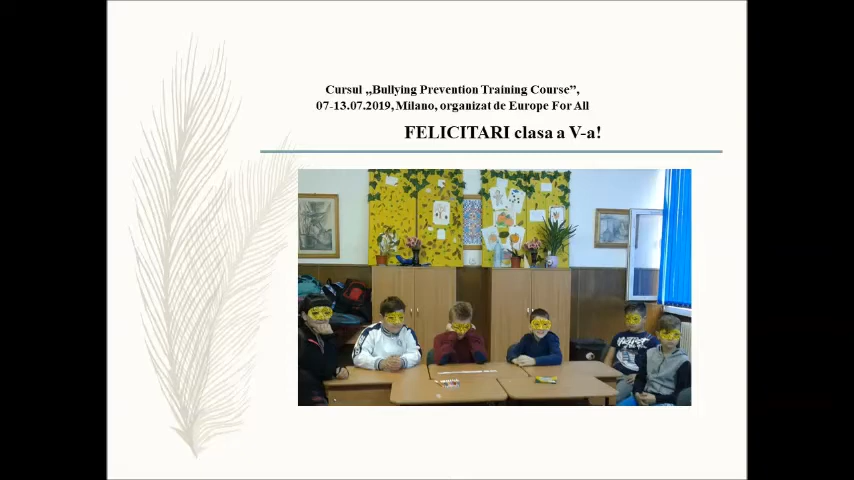 Cursul „Bullying Prevention Training Course”,
07-13.07.2019, Milano, organizat de Europe For All
FELICITARI clasa a V-a!